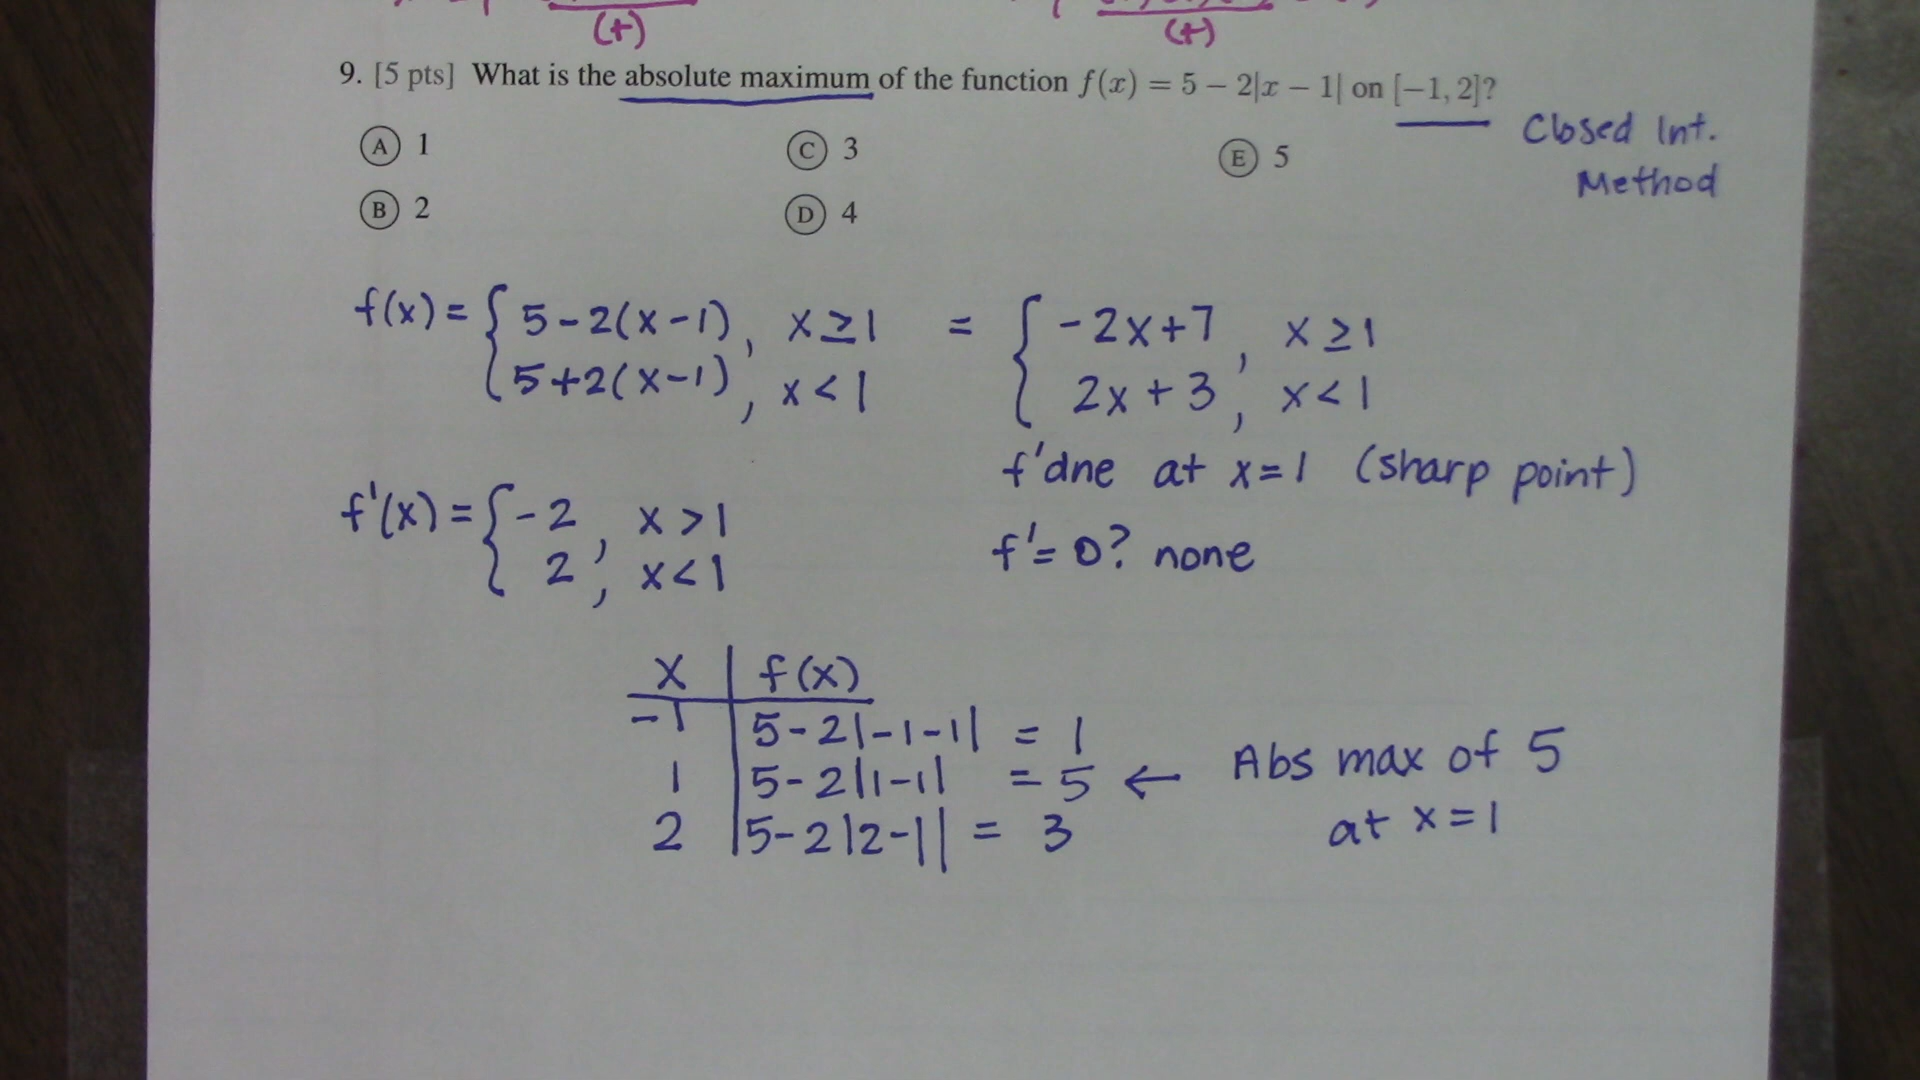 (+) (+)
9. [5 pts] What is the absolute maximum of the function f(x) = 5 − 2|x − 1| on [−1, 2]?
Closed Int.
Method
A 1 C 3 E 5
B 2 D 4
f(x) = { 5-2(x-1), x≥1 = { -2x+7, x≥1
5+2(x-1), x<1 2x+3, x<1
f'dne at x=1 (sharp point)
f'(x) = { -2, x>1
2, x<1
f'=0? none
x | f(x)
-1 | 5-2|-1-1| = 1
1 | 5-2|1-1| = 5 ← Abs max of 5
2 | 5-2|2-1| = 3 at x=1